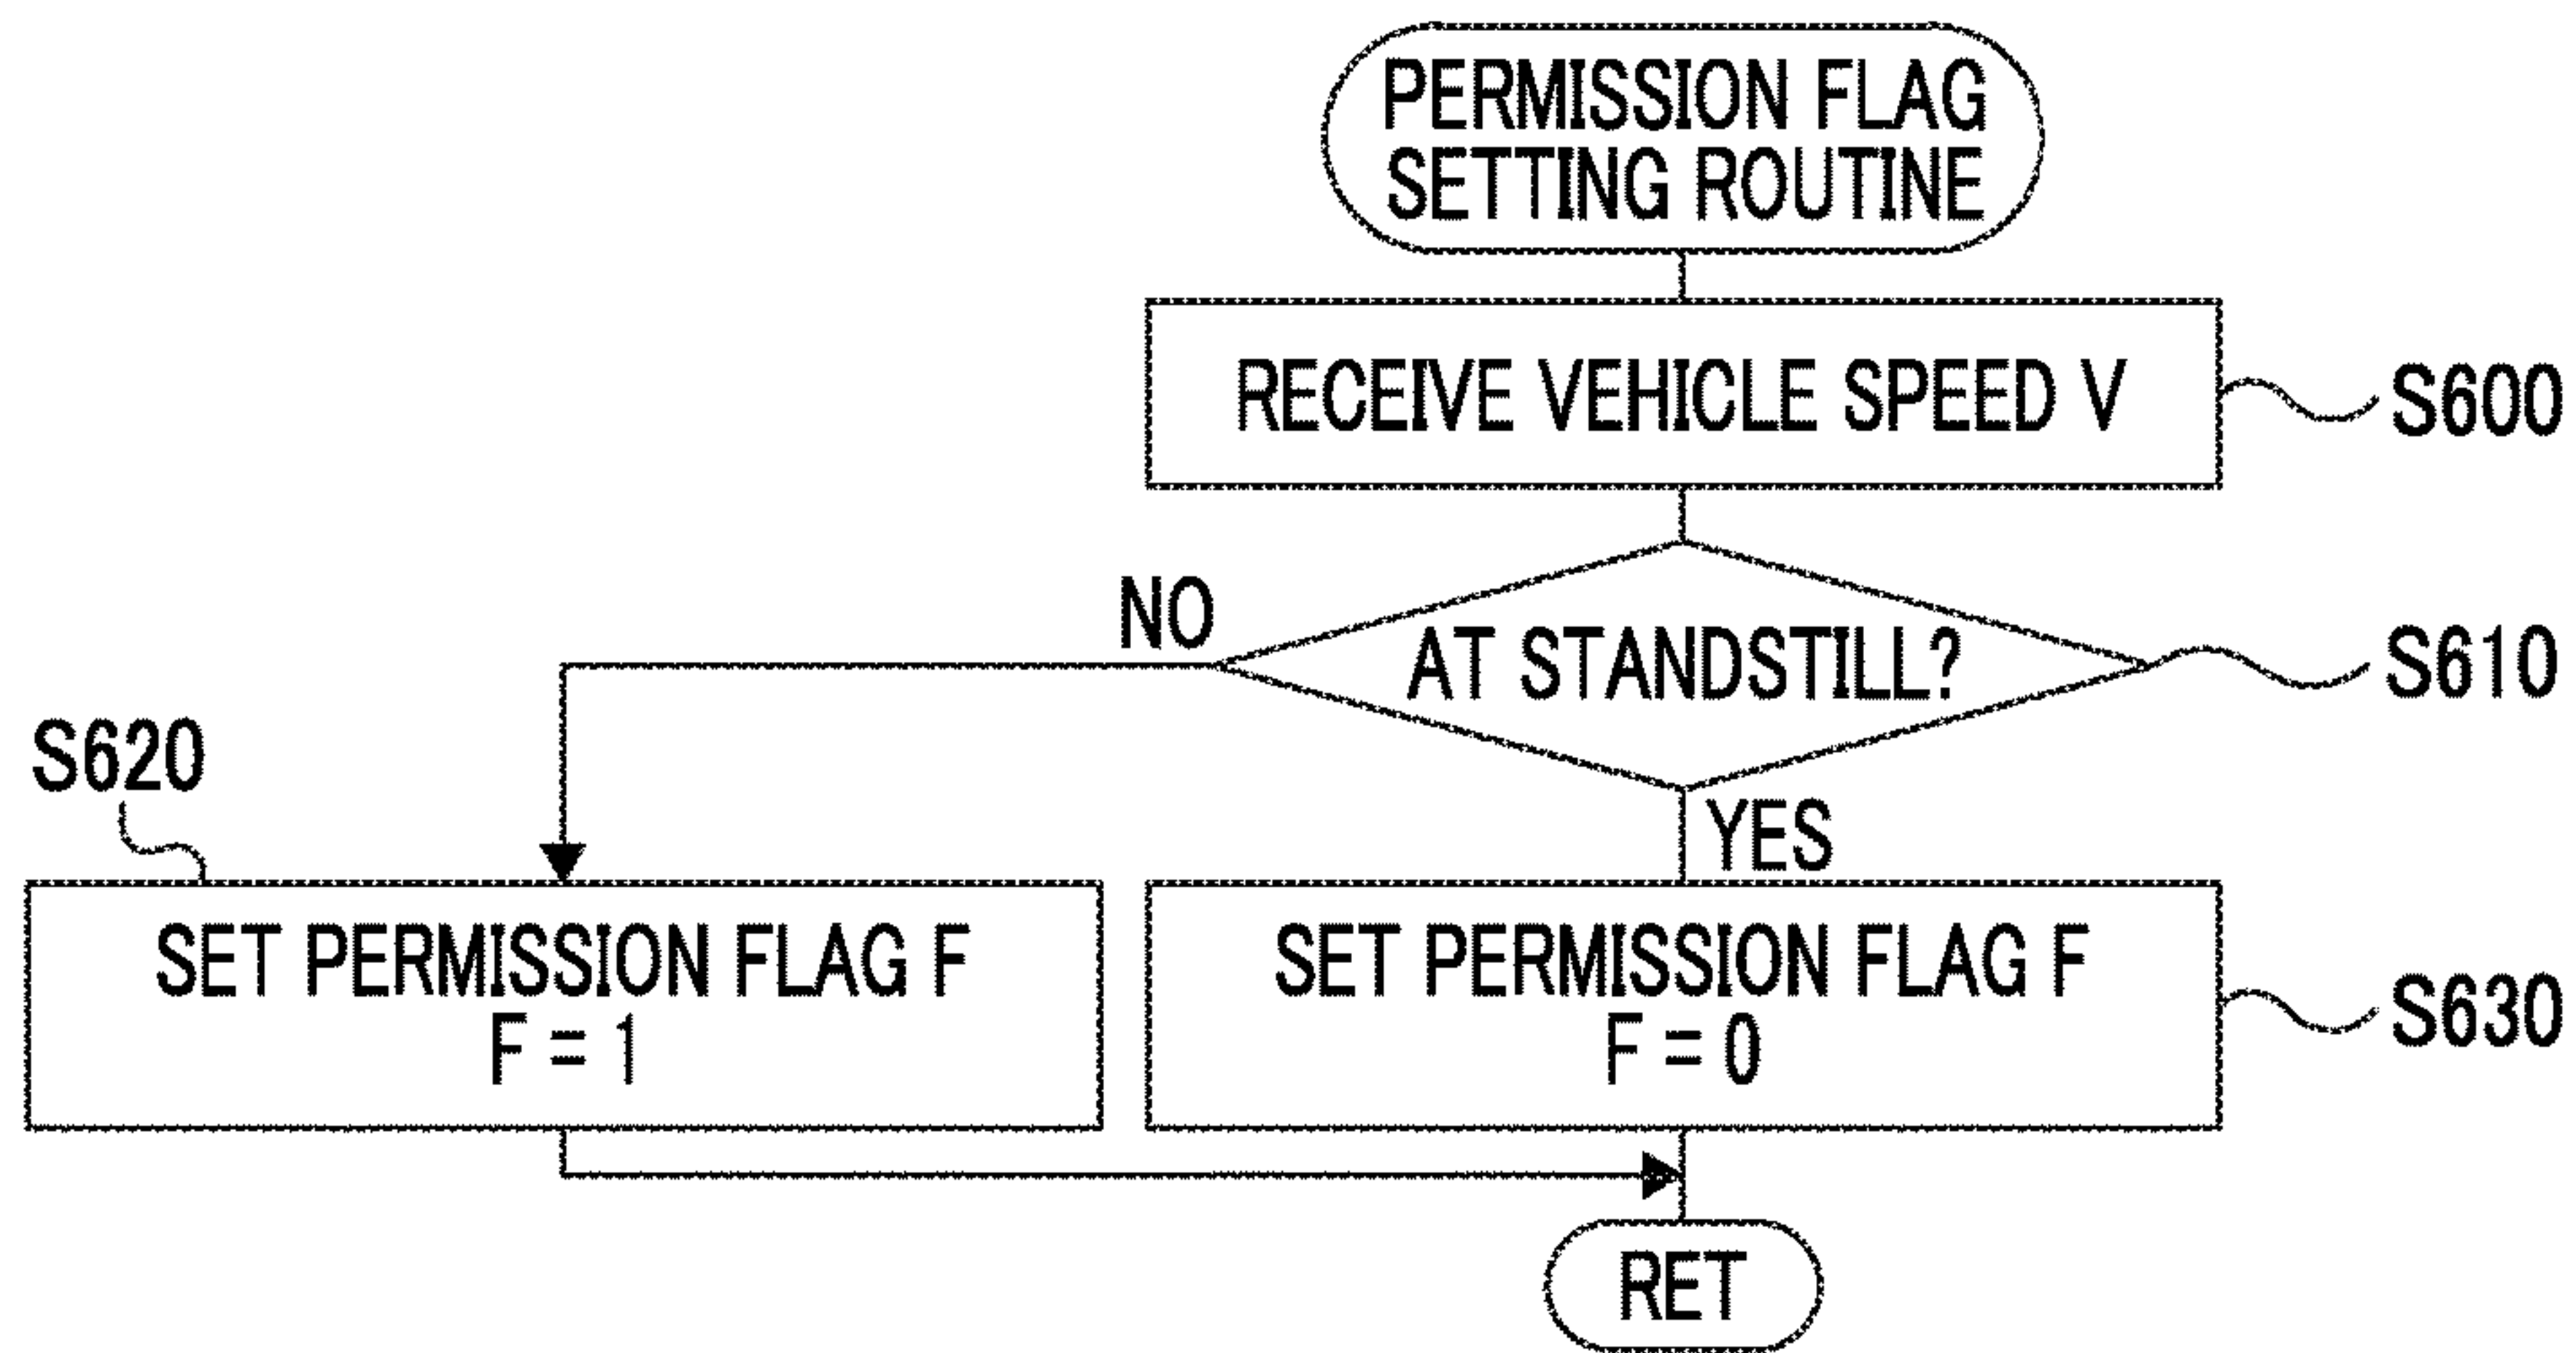 PERMISSION FLAG
SETTING ROUTINE
RECEIVE VEHICLE SPEED V
S600
NO
AT STANDSTILL?
S610
S620
YES
SET PERMISSION FLAG F
F = 1
SET PERMISSION FLAG F
F = 0
S630
RET